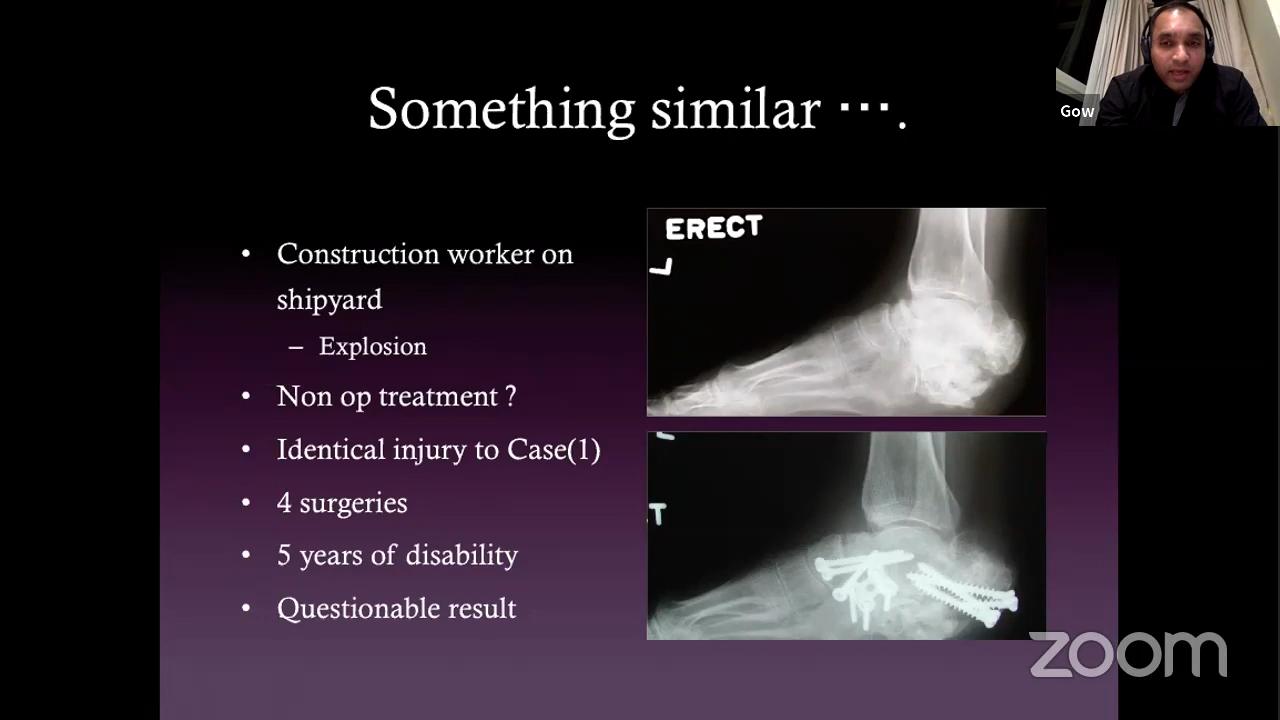 Something similar ….
Gow
• Construction worker on
shipyard
– Explosion
• Non op treatment ?
• Identical injury to Case(1)
• 4 surgeries
• 5 years of disability
• Questionable result
ERECT
L
T
zoom